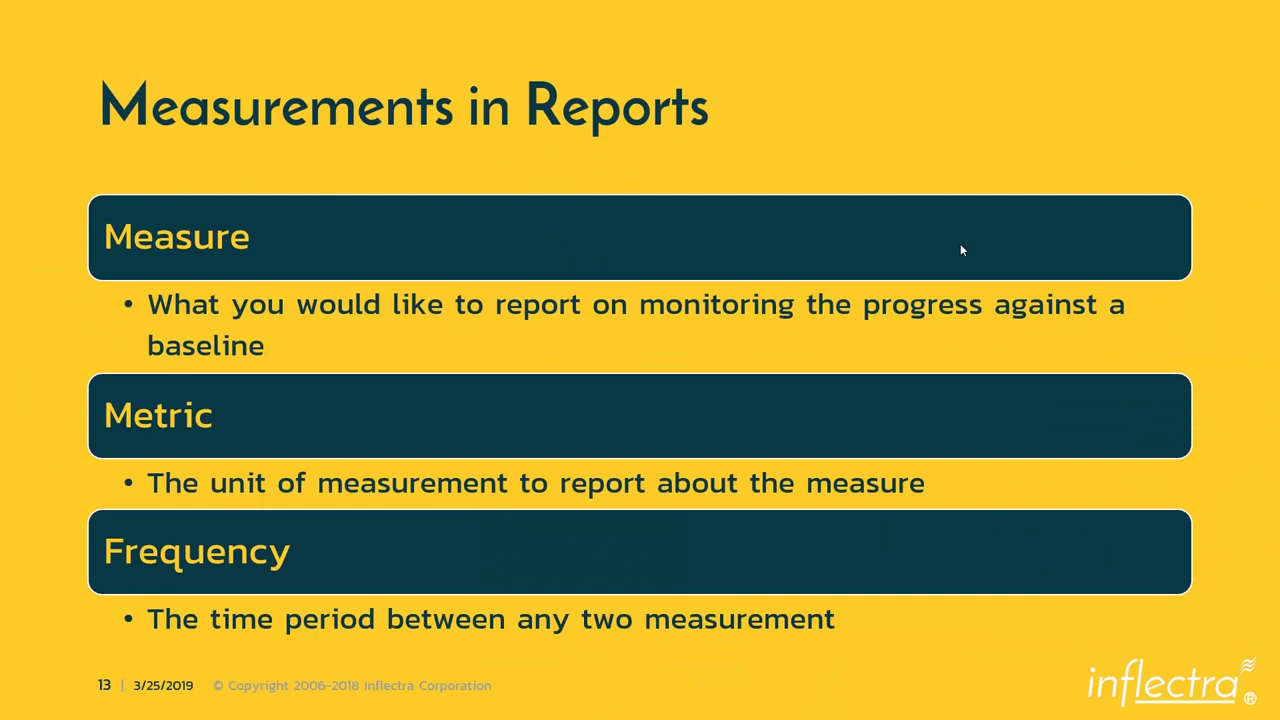 Measurements in Reports
Measure
• What you would like to report on monitoring the progress against a
baseline
Metric
• The unit of measurement to report about the measure
Frequency
• The time period between any two measurement
13 | 3/25/2019 © Copyright 2006-2018 Inflectra Corporation
inflectra®